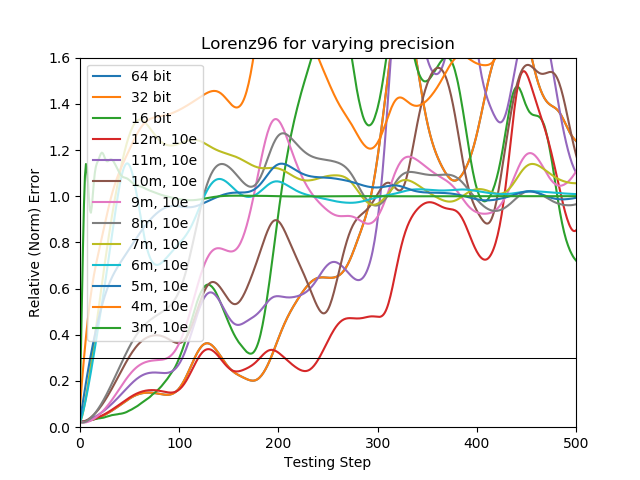 Lorenz96 for varying precision
Relative (Norm) Error
1.6
1.4
1.2
1.0
0.8
0.6
0.4
0.2
0.0
64 bit
32 bit
16 bit
12m, 10e
11m, 10e
10m, 10e
9m, 10e
8m, 10e
7m, 10e
6m, 10e
5m, 10e
4m, 10e
3m, 10e
0 100 200 300 400 500
Testing Step